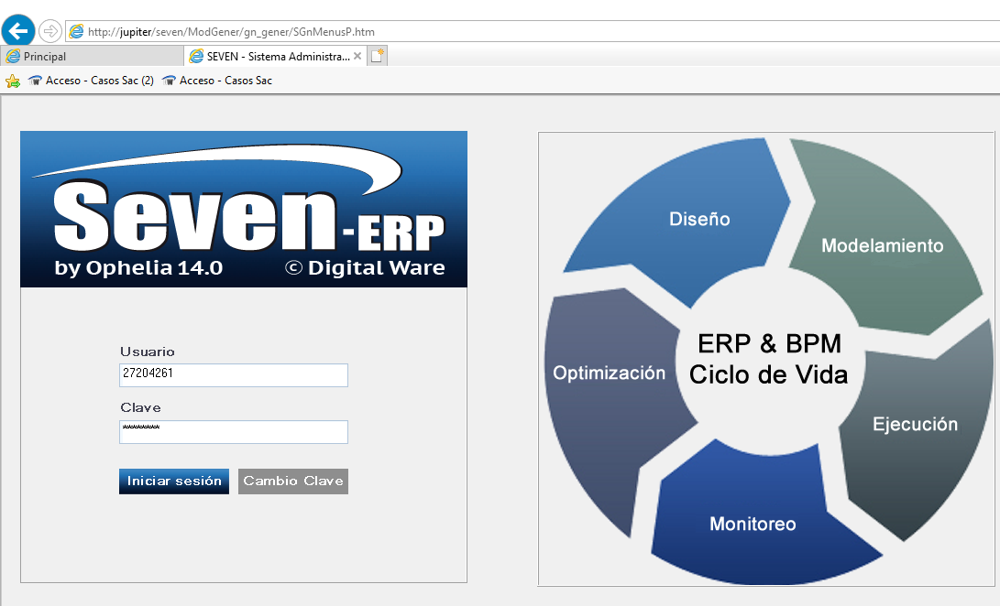 http://jupiter/seven/ModGener/gn_gener/SGnMenusP.htm
Principal
SEVEN - Sistema Administra...
Acceso - Casos Sac (2)
Acceso - Casos Sac
Seven-ERP
by Ophelia 14.0
© Digital Ware
Usuario
27204261
Clave
********
Iniciar sesión
Cambio Clave
Diseño
Modelamiento
ERP & BPM
Ciclo de Vida
Optimización
Ejecución
Monitoreo